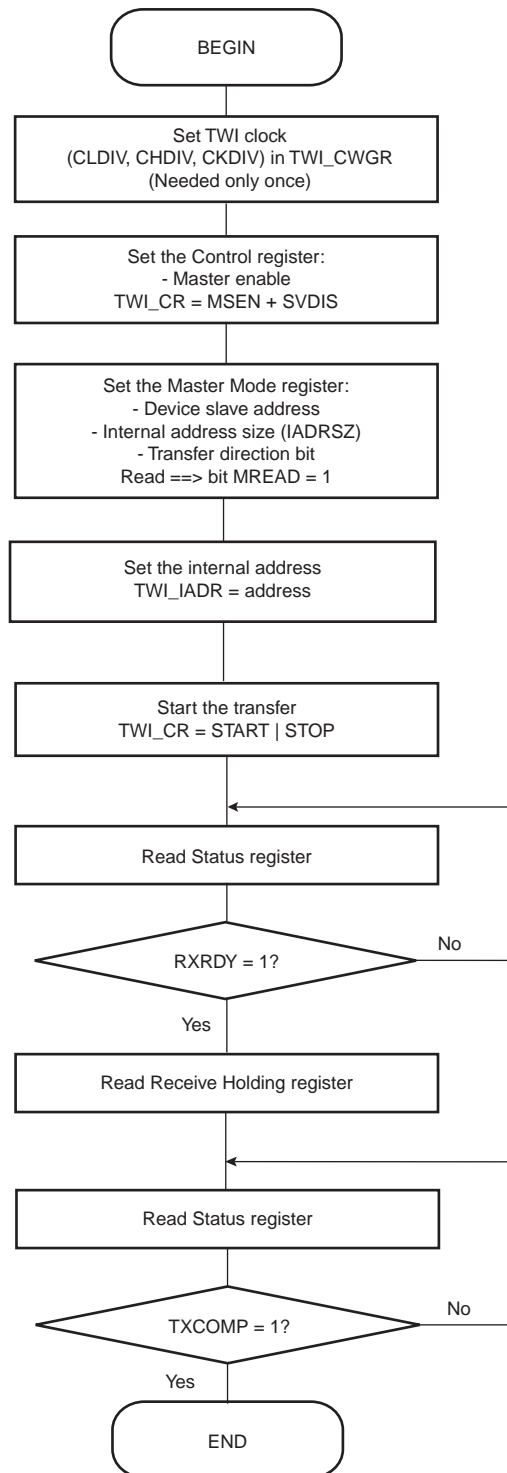 BEGIN
Set TWI clock
(CLDIV, CHDIV, CKDIV) in TWI_CWGR
(Needed only once)
Set the Control register:
- Master enable
TWI_CR = MSEN + SVDIS
Set the Master Mode register:
- Device slave address
- Internal address size (IADRSZ)
- Transfer direction bit
Read ==> bit MREAD = 1
Set the internal address
TWI_IADR = address
Start the transfer
TWI_CR = START | STOP
Read Status register
RXRDY = 1?
No
Yes
Read Receive Holding register
Read Status register
TXCOMP = 1?
No
Yes
END